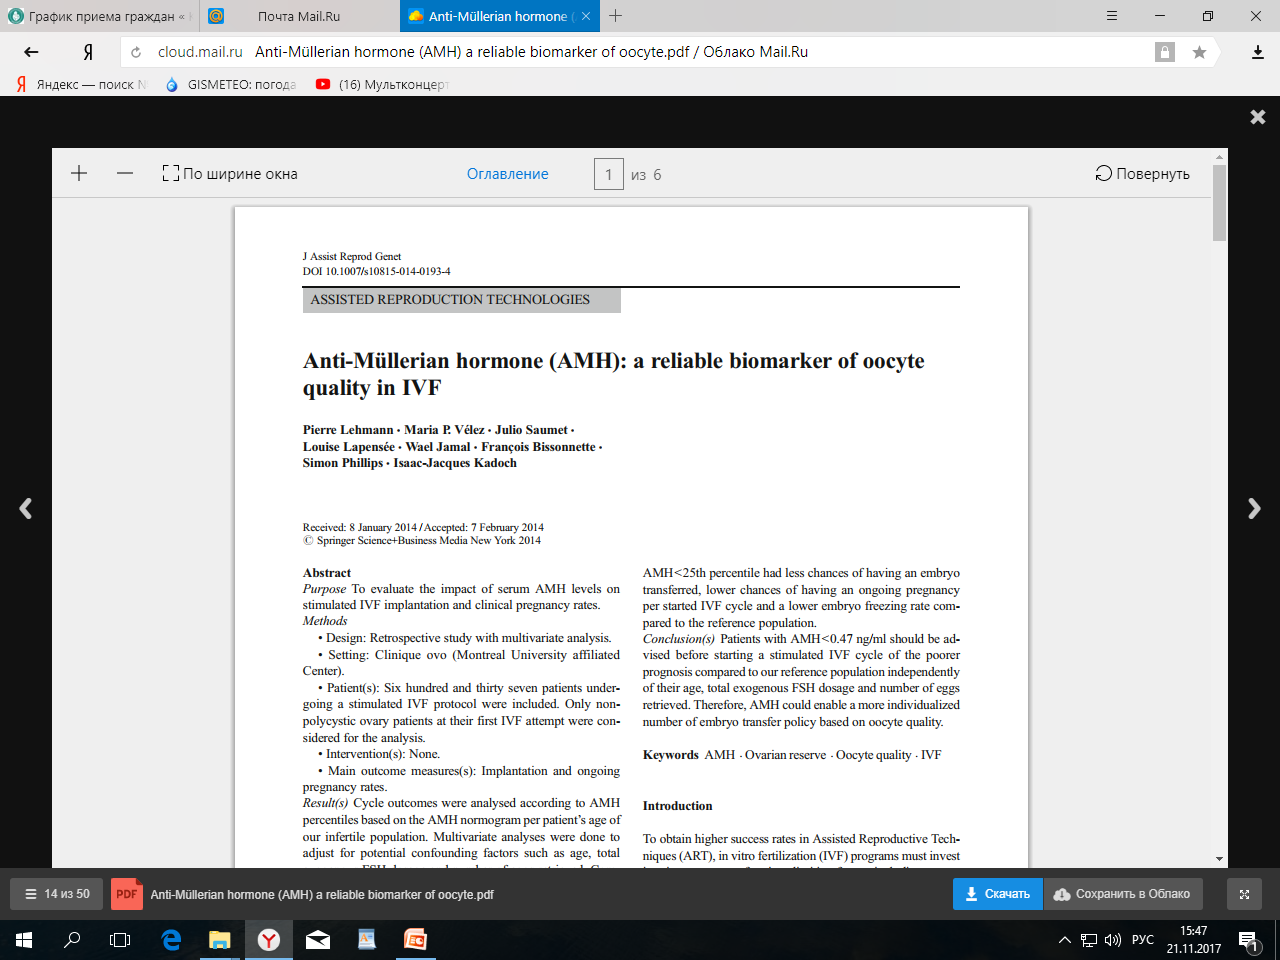 График приема граждан «
Почта Mail.Ru
Anti-Müllerian hormone (
cloud.mail.ru Anti-Müllerian hormone (AMH) a reliable biomarker of oocyte.pdf / Облако Mail.Ru
Яндекс — поиск
GISMETEO: погода
(16) Мультконцерт
По ширине окна
Оглавление
1 из 6
Повернуть
J Assist Reprod Genet
DOI 10.1007/s10815-014-0193-4
ASSISTED REPRODUCTION TECHNOLOGIES
Anti-Müllerian hormone (AMH): a reliable biomarker of oocyte
quality in IVF
Pierre Lehmann · Maria P. Vélez · Julio Saumet ·
Louise Lapensée · Wael Jamal · François Bissonnette ·
Simon Phillips · Isaac-Jacques Kadoch
Received: 8 January 2014 / Accepted: 7 February 2014
© Springer Science+Business Media New York 2014
Abstract
Purpose To evaluate the impact of serum AMH levels on
stimulated IVF implantation and clinical pregnancy rates.
Methods
• Design: Retrospective study with multivariate analysis.
• Setting: Clinique ovo (Montreal University affiliated
Center).
• Patient(s): Six hundred and thirty seven patients under-
going a stimulated IVF protocol were included. Only non-
polycystic ovary patients at their first IVF attempt were con-
sidered for the analysis.
• Intervention(s): None.
• Main outcome measures(s): Implantation and ongoing
pregnancy rates.
Result(s) Cycle outcomes were analysed according to AMH
percentiles based on the AMH normogram per patient's age of
our infertile population. Multivariate analyses were done to
adjust for potential confounding factors such as age, total
AMH<25th percentile had less chances of having an embryo
transferred, lower chances of having an ongoing pregnancy
per started IVF cycle and a lower embryo freezing rate com-
pared to the reference population.
Conclusion(s) Patients with AMH<0.47 ng/ml should be ad-
vised before starting a stimulated IVF cycle of the poorer
prognosis compared to our reference population independently
of their age, total exogenous FSH dosage and number of eggs
retrieved. Therefore, AMH could enable a more individualized
number of embryo transfer policy based on oocyte quality.
Keywords AMH · Ovarian reserve · Oocyte quality · IVF
Introduction
To obtain higher success rates in Assisted Reproductive Tech-
niques (ART), in vitro fertilization (IVF) programs must invest
14 из 50
PDF
Anti-Müllerian hormone (AMH) a reliable biomarker of oocyte.pdf
Скачать
Сохранить в Облако
РУС
15:47
21.11.2017
1